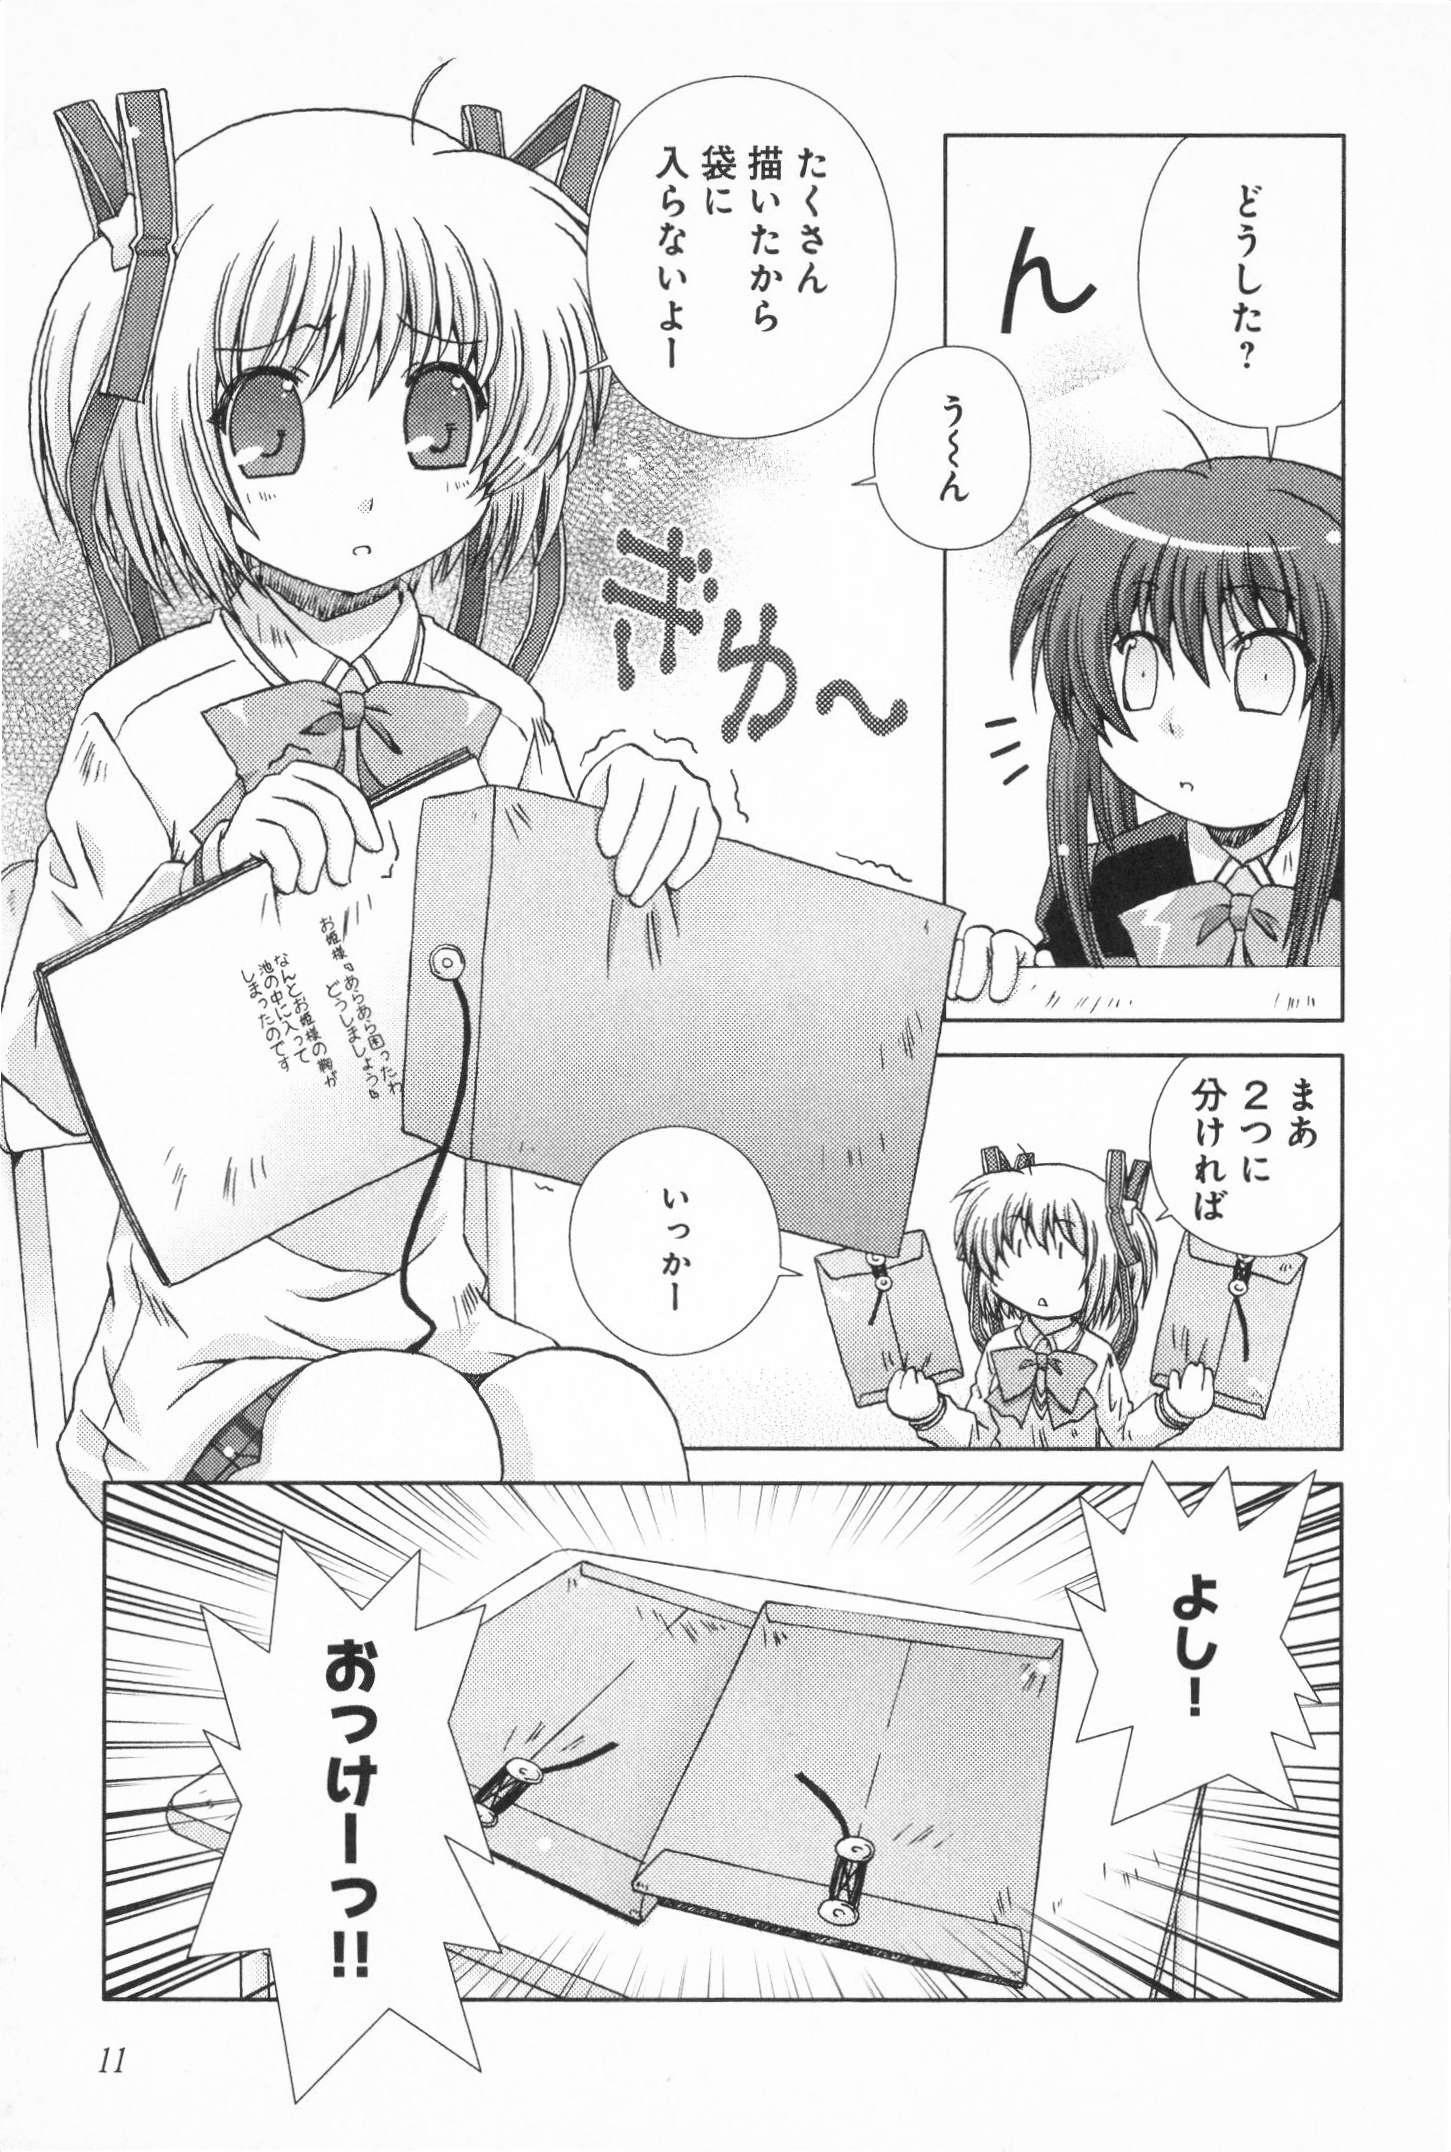 どうした？
ん
う〜ん
たくさん
描いたから
袋に
入らないよー
ぎゅ〜
お姫様『あらあら困ったわ
どうしましょう』
なんとお姫様の鞠が
池の中に入って
しまったのです
まあ
2つに
分ければ
いっかー
よし！
おっけーっ!!
11